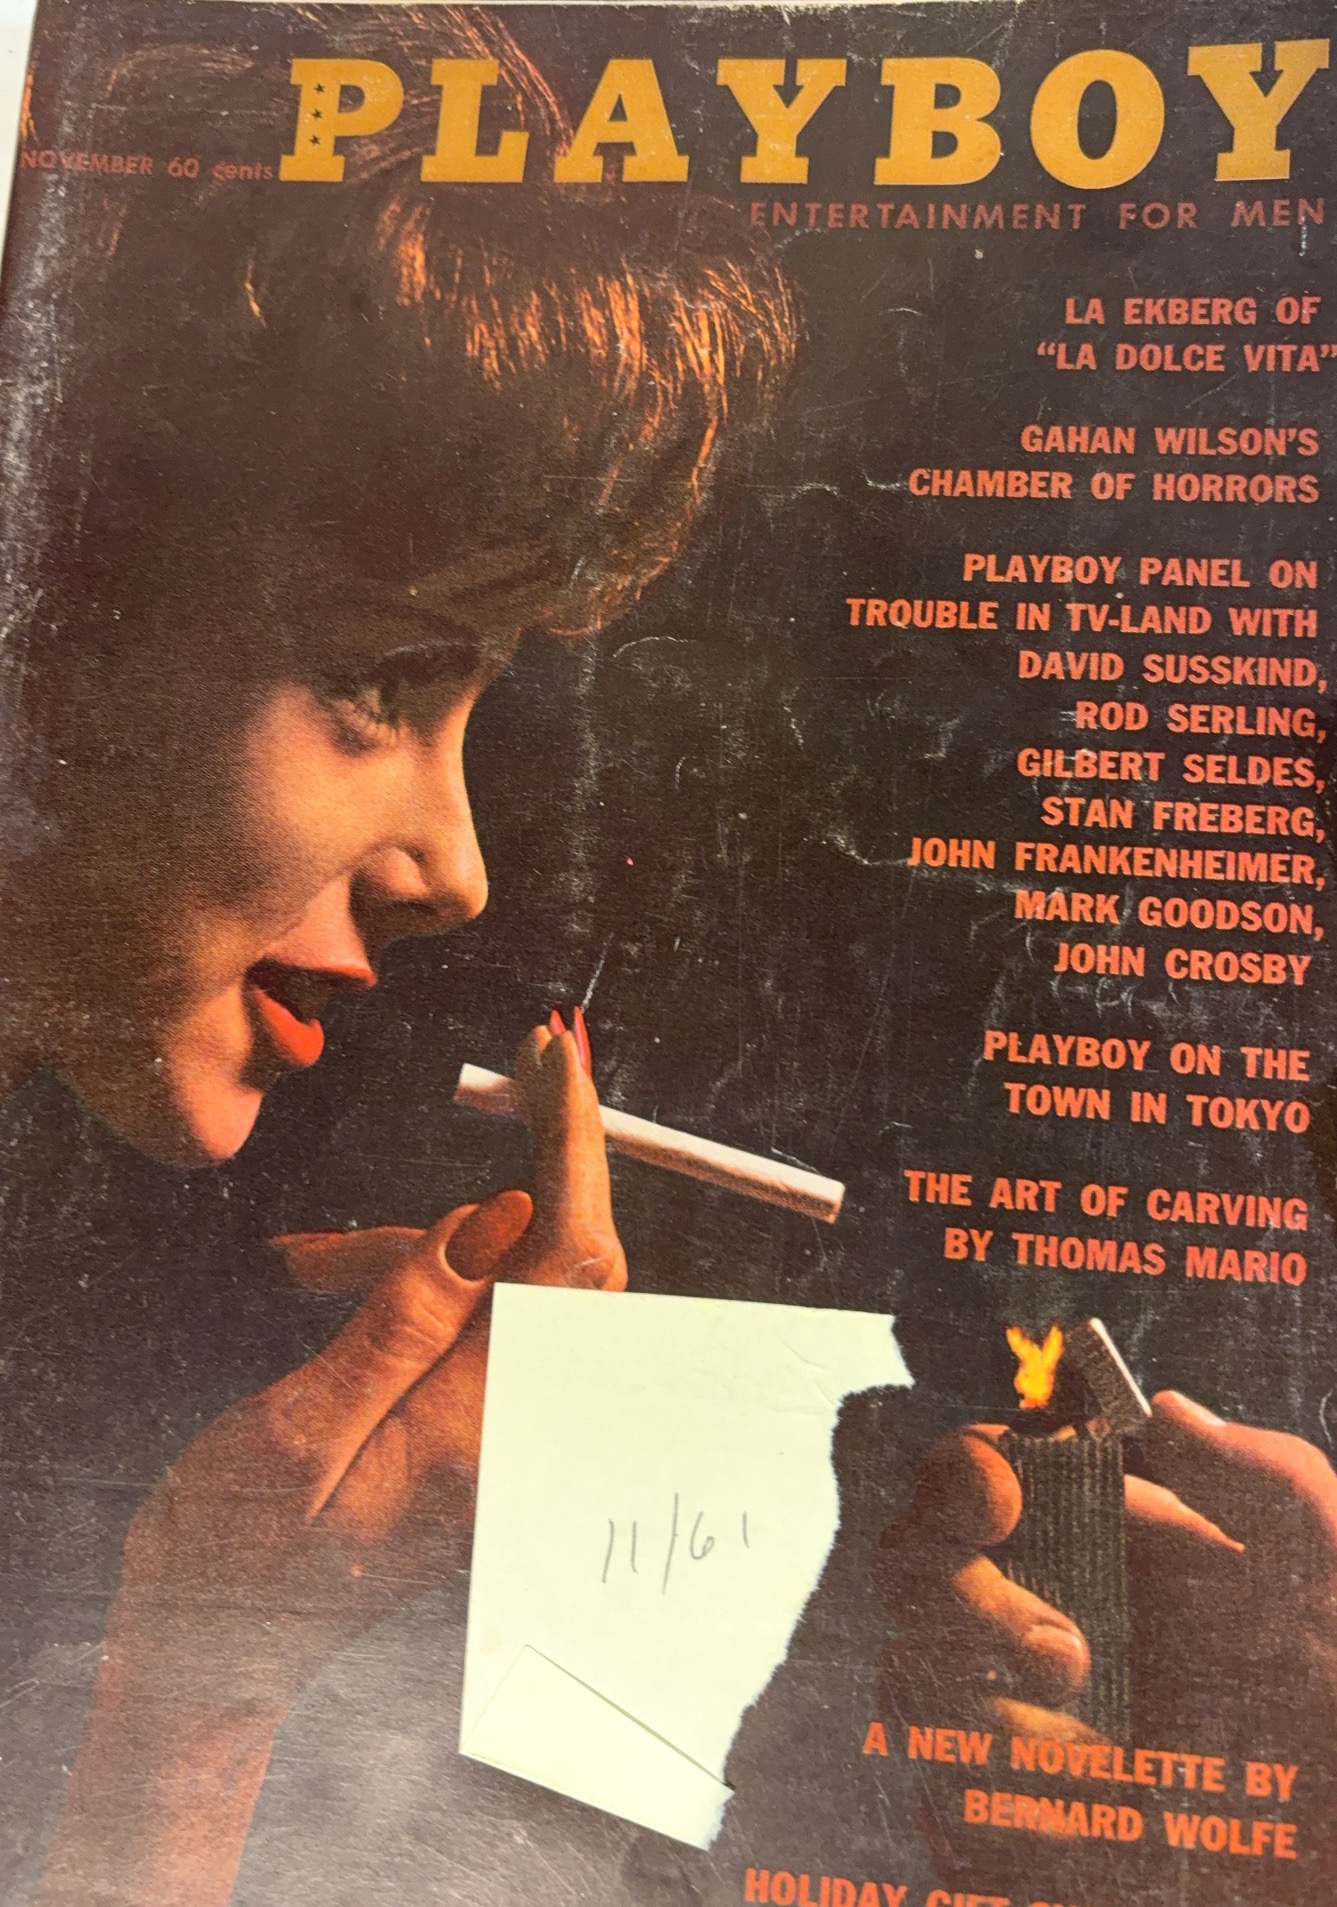 PLAYBOY
NOVEMBER 60 cents
ENTERTAINMENT FOR MEN
LA EKBERG OF
“LA DOLCE VITA”
GAHAN WILSON’S
CHAMBER OF HORRORS
PLAYBOY PANEL ON
TROUBLE IN TV-LAND WITH
DAVID SUSSKIND,
ROD SERLING,
GILBERT SELDES,
STAN FREBERG,
JOHN FRANKENHEIMER,
MARK GOODSON,
JOHN CROSBY
PLAYBOY ON THE
TOWN IN TOKYO
THE ART OF CARVING
BY THOMAS MARIO
11/61
A NEW NOVELETTE BY
BERNARD WOLFE
HOLIDAY GIFT